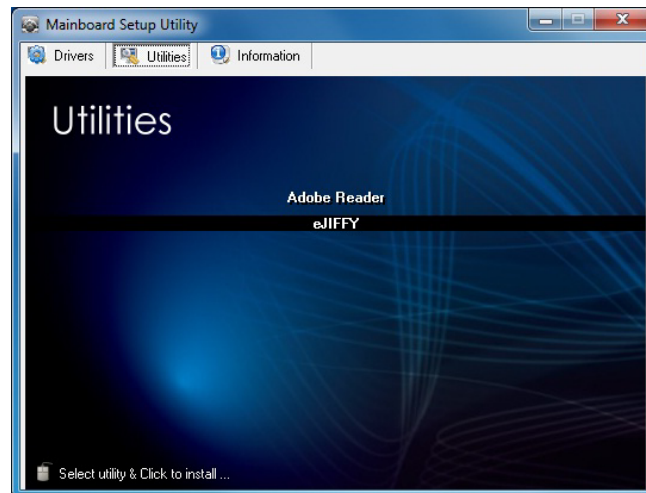 Mainboard Setup Utility
Drivers Utilities Information
Utilities
Adobe Reader
eJIFFY
Select utility & Click to install ...